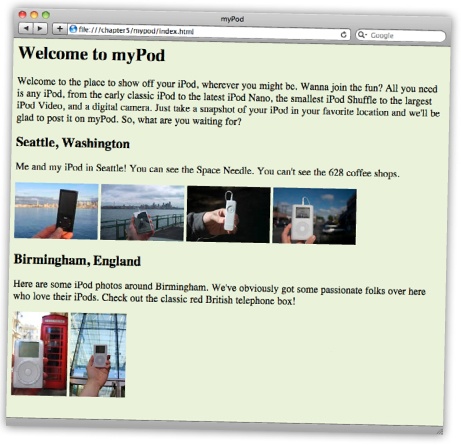 myPod
file:///chapter5/mypod/index.html
Google
Welcome to myPod
Welcome to the place to show off your iPod, wherever you might be. Wanna join the fun? All you need
is any iPod, from the early classic iPod to the latest iPod Nano, the smallest iPod Shuffle to the largest
iPod Video, and a digital camera. Just take a snapshot of your iPod in your favorite location and we'll be
glad to post it on myPod. So, what are you waiting for?
Seattle, Washington
Me and my iPod in Seattle! You can see the Space Needle. You can't see the 628 coffee shops.
Birmingham, England
Here are some iPod photos around Birmingham. We've obviously got some passionate folks over here
who love their iPods. Check out the classic red British telephone box!